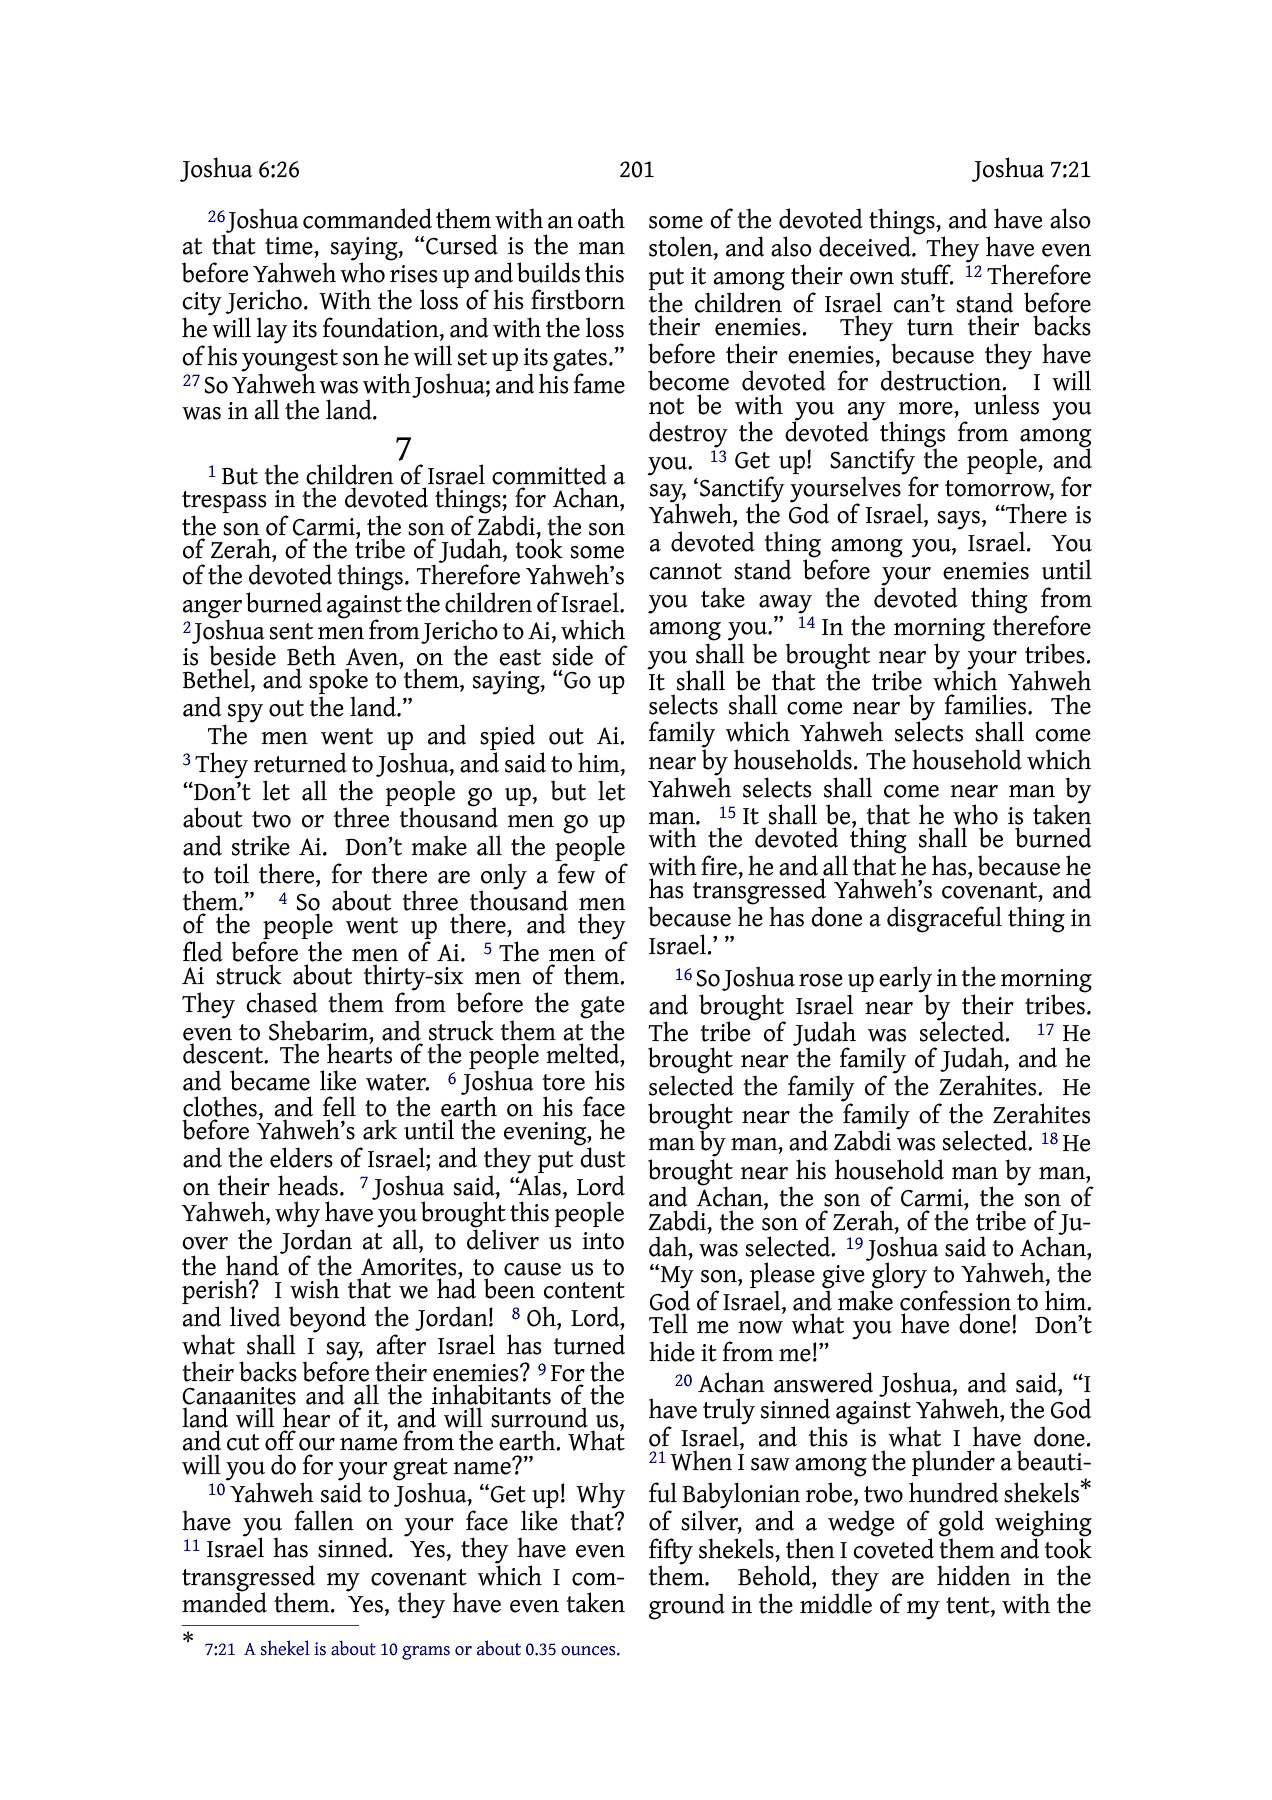 Joshua 6:26
201
Joshua 7:21
26 Joshua commanded them with an oath
at that time, saying, “Cursed is the man
before Yahweh who rises up and builds this
city Jericho. With the loss of his firstborn
he will lay its foundation, and with the loss
of his youngest son he will set up its gates.”
27 So Yahweh was with Joshua; and his fame
was in all the land.
7
1 But the children of Israel committed a
trespass in the devoted things; for Achan,
the son of Carmi, the son of Zabdi, the son
of Zerah, of the tribe of Judah, took some
of the devoted things. Therefore Yahweh’s
anger burned against the children of Israel.
2 Joshua sent men from Jericho to Ai, which
is beside Beth Aven, on the east side of
Bethel, and spoke to them, saying, “Go up
and spy out the land.”
The men went up and spied out Ai.
3 They returned to Joshua, and said to him,
“Don’t let all the people go up, but let
about two or three thousand men go up
and strike Ai. Don’t make all the people
to toil there, for there are only a few of
them.” 4 So about three thousand men
of the people went up there, and they
fled before the men of Ai. 5 The men of
Ai struck about thirty-six men of them.
They chased them from before the gate
even to Shebarim, and struck them at the
descent. The hearts of the people melted,
and became like water. 6 Joshua tore his
clothes, and fell to the earth on his face
before Yahweh’s ark until the evening, he
and the elders of Israel; and they put dust
on their heads. 7 Joshua said, “Alas, Lord
Yahweh, why have you brought this people
over the Jordan at all, to deliver us into
the hand of the Amorites, to cause us to
perish? I wish that we had been content
and lived beyond the Jordan! 8 Oh, Lord,
what shall I say, after Israel has turned
their backs before their enemies? 9 For the
Canaanites and all the inhabitants of the
land will hear of it, and will surround us,
and cut off our name from the earth. What
will you do for your great name?”
10 Yahweh said to Joshua, “Get up! Why
have you fallen on your face like that?
11 Israel has sinned. Yes, they have even
transgressed my covenant which I com-
manded them. Yes, they have even taken
some of the devoted things, and have also
stolen, and also deceived. They have even
put it among their own stuff. 12 Therefore
the children of Israel can’t stand before
their enemies. They turn their backs
before their enemies, because they have
become devoted for destruction. I will
not be with you any more, unless you
destroy the devoted things from among
you. 13 Get up! Sanctify the people, and
say, ‘Sanctify yourselves for tomorrow, for
Yahweh, the God of Israel, says, “There is
a devoted thing among you, Israel. You
cannot stand before your enemies until
you take away the devoted thing from
among you.” 14 In the morning therefore
you shall be brought near by your tribes.
It shall be that the tribe which Yahweh
selects shall come near by families. The
family which Yahweh selects shall come
near by households. The household which
Yahweh selects shall come near man by
man. 15 It shall be, that he who is taken
with the devoted thing shall be burned
with fire, he and all that he has, because he
has transgressed Yahweh’s covenant, and
because he has done a disgraceful thing in
Israel.’ ”
16 So Joshua rose up early in the morning
and brought Israel near by their tribes.
The tribe of Judah was selected. 17 He
brought near the family of Judah, and he
selected the family of the Zerahites. He
brought near the family of the Zerahites
man by man, and Zabdi was selected. 18 He
brought near his household man by man,
and Achan, the son of Carmi, the son of
Zabdi, the son of Zerah, of the tribe of Ju-
dah, was selected. 19 Joshua said to Achan,
“My son, please give glory to Yahweh, the
God of Israel, and make confession to him.
Tell me now what you have done! Don’t
hide it from me!”
20 Achan answered Joshua, and said, “I
have truly sinned against Yahweh, the God
of Israel, and this is what I have done.
21 When I saw among the plunder a beauti-
ful Babylonian robe, two hundred shekels*
of silver, and a wedge of gold weighing
fifty shekels, then I coveted them and took
them. Behold, they are hidden in the
ground in the middle of my tent, with the
* 7:21 A shekel is about 10 grams or about 0.35 ounces.